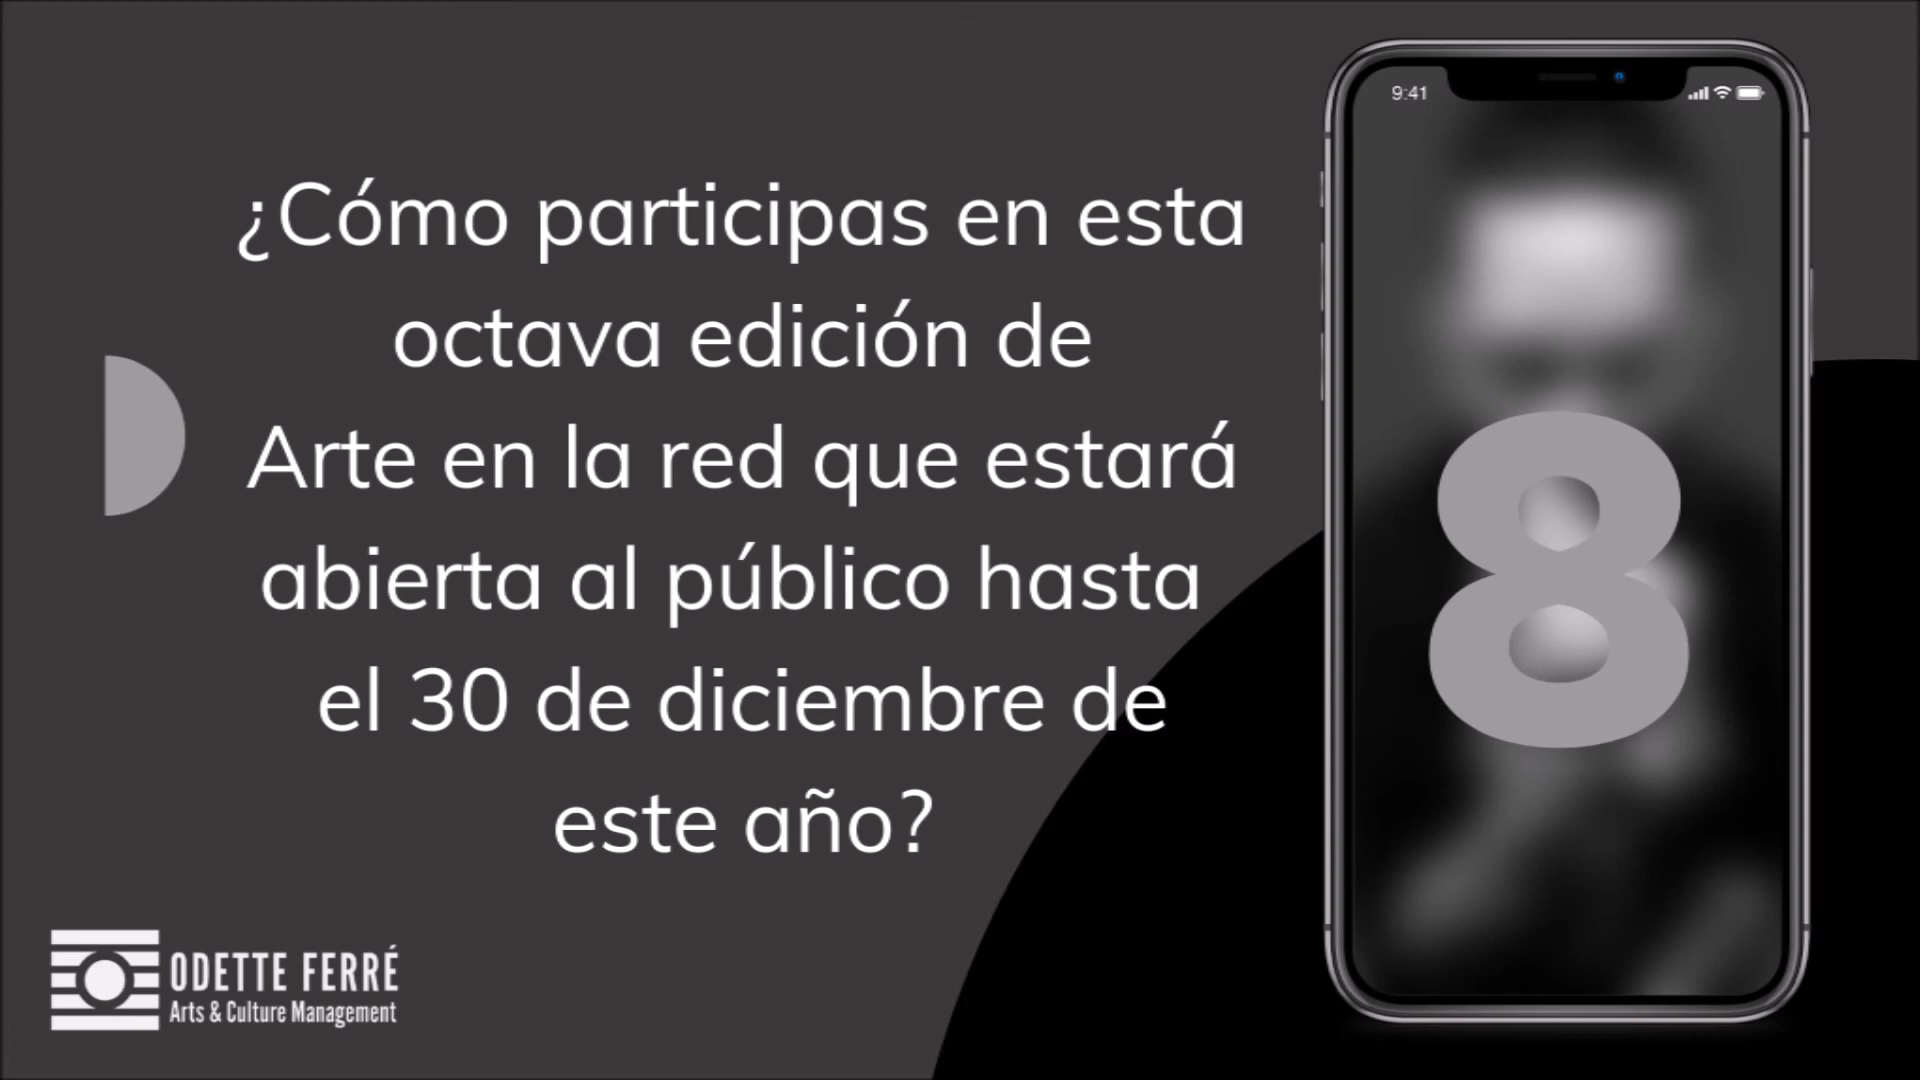 ¿Cómo participas en esta
octava edición de
Arte en la red que estará
abierta al público hasta
el 30 de diciembre de
este año?
9:41
8
ODETTE FERRÉ
Arts & Culture Management